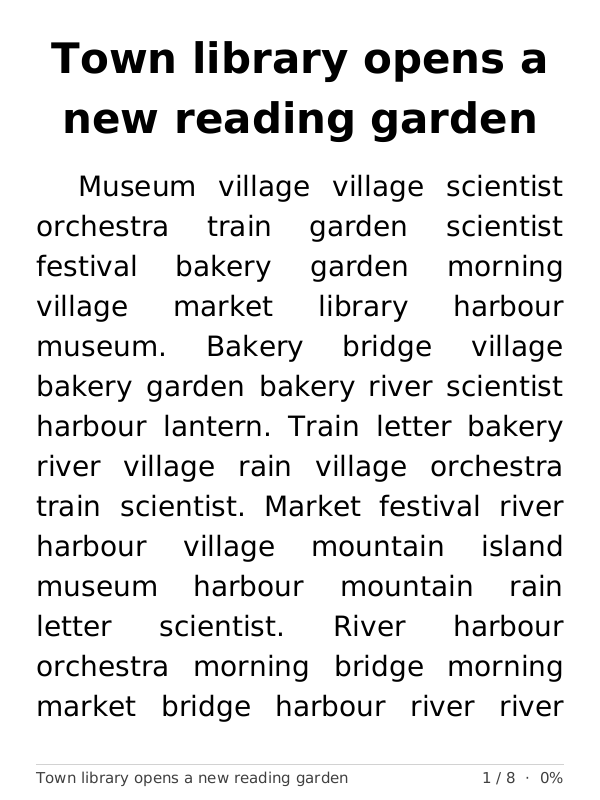 Town library opens a
new reading garden
Museum village village scientist
orchestra train garden scientist
festival bakery garden morning
village market library harbour
museum. Bakery bridge village
bakery garden bakery river scientist
harbour lantern. Train letter bakery
river village rain village orchestra
train scientist. Market festival river
harbour village mountain island
museum harbour mountain rain
letter scientist. River harbour
orchestra morning bridge morning
market bridge harbour river river
Town library opens a new reading garden 1 / 8 · 0%